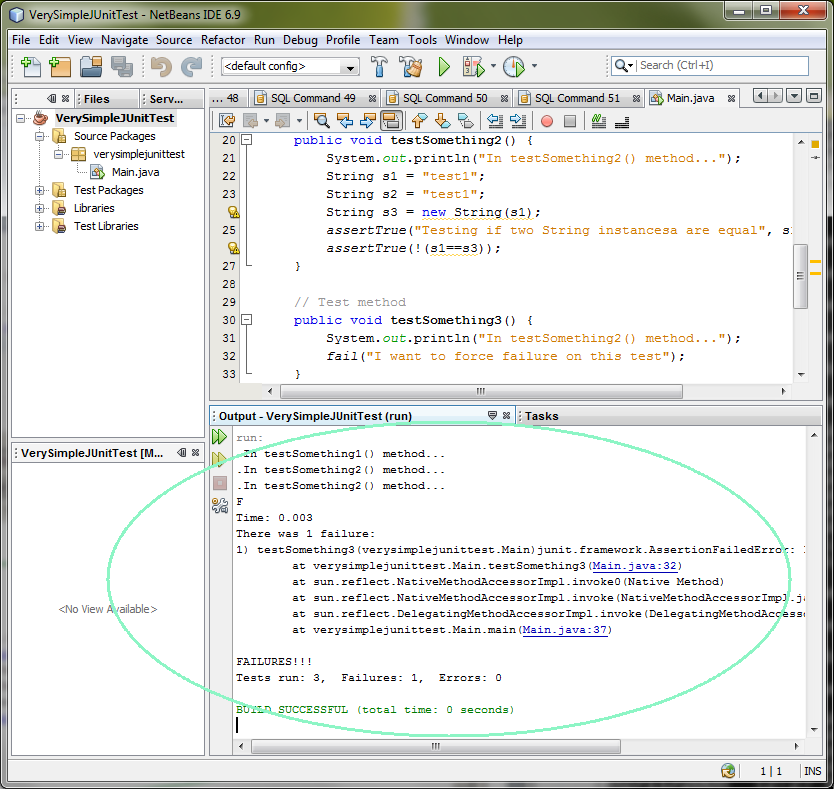 VerySimpleJUnitTest - NetBeans IDE 6.9
File Edit View Navigate Source Refactor Run Debug Profile Team Tools Window Help
<default config>
Search (Ctrl+I)
Files
Serv...
... 48
SQL Command 49
SQL Command 50
SQL Command 51
Main.java
VerySimpleJUnitTest
Source Packages
verysimplejunittest
Main.java
Test Packages
Libraries
Test Libraries
20 public void testSomething2() {
21 System.out.println("In testSomething2() method...");
22 String s1 = "test1";
23 String s2 = "test1";
String s3 = new String(s1);
25 assertTrue("Testing if two String instancesa are equal", s
assertTrue(!(s1==s3));
27 }
28
29 // Test method
30 public void testSomething3() {
31 System.out.println("In testSomething2() method...");
32 fail("I want to force failure on this test");
33 }
VerySimpleJUnitTest [M...
<No View Available>
Output - VerySimpleJUnitTest (run)
Tasks
run:
.In testSomething1() method...
.In testSomething2() method...
.In testSomething2() method...
F
Time: 0.003
There was 1 failure:
1) testSomething3(verysimplejunittest.Main)junit.framework.AssertionFailedError:
at verysimplejunittest.Main.testSomething3(Main.java:32)
at sun.reflect.NativeMethodAccessorImpl.invoke0(Native Method)
at sun.reflect.NativeMethodAccessorImpl.invoke(NativeMethodAccessorImpl.ja
at sun.reflect.DelegatingMethodAccessorImpl.invoke(DelegatingMethodAccesso
at verysimplejunittest.Main.main(Main.java:37)
FAILURES!!!
Tests run: 3, Failures: 1, Errors: 0
BUILD SUCCESSFUL (total time: 0 seconds)
1 | 1 INS